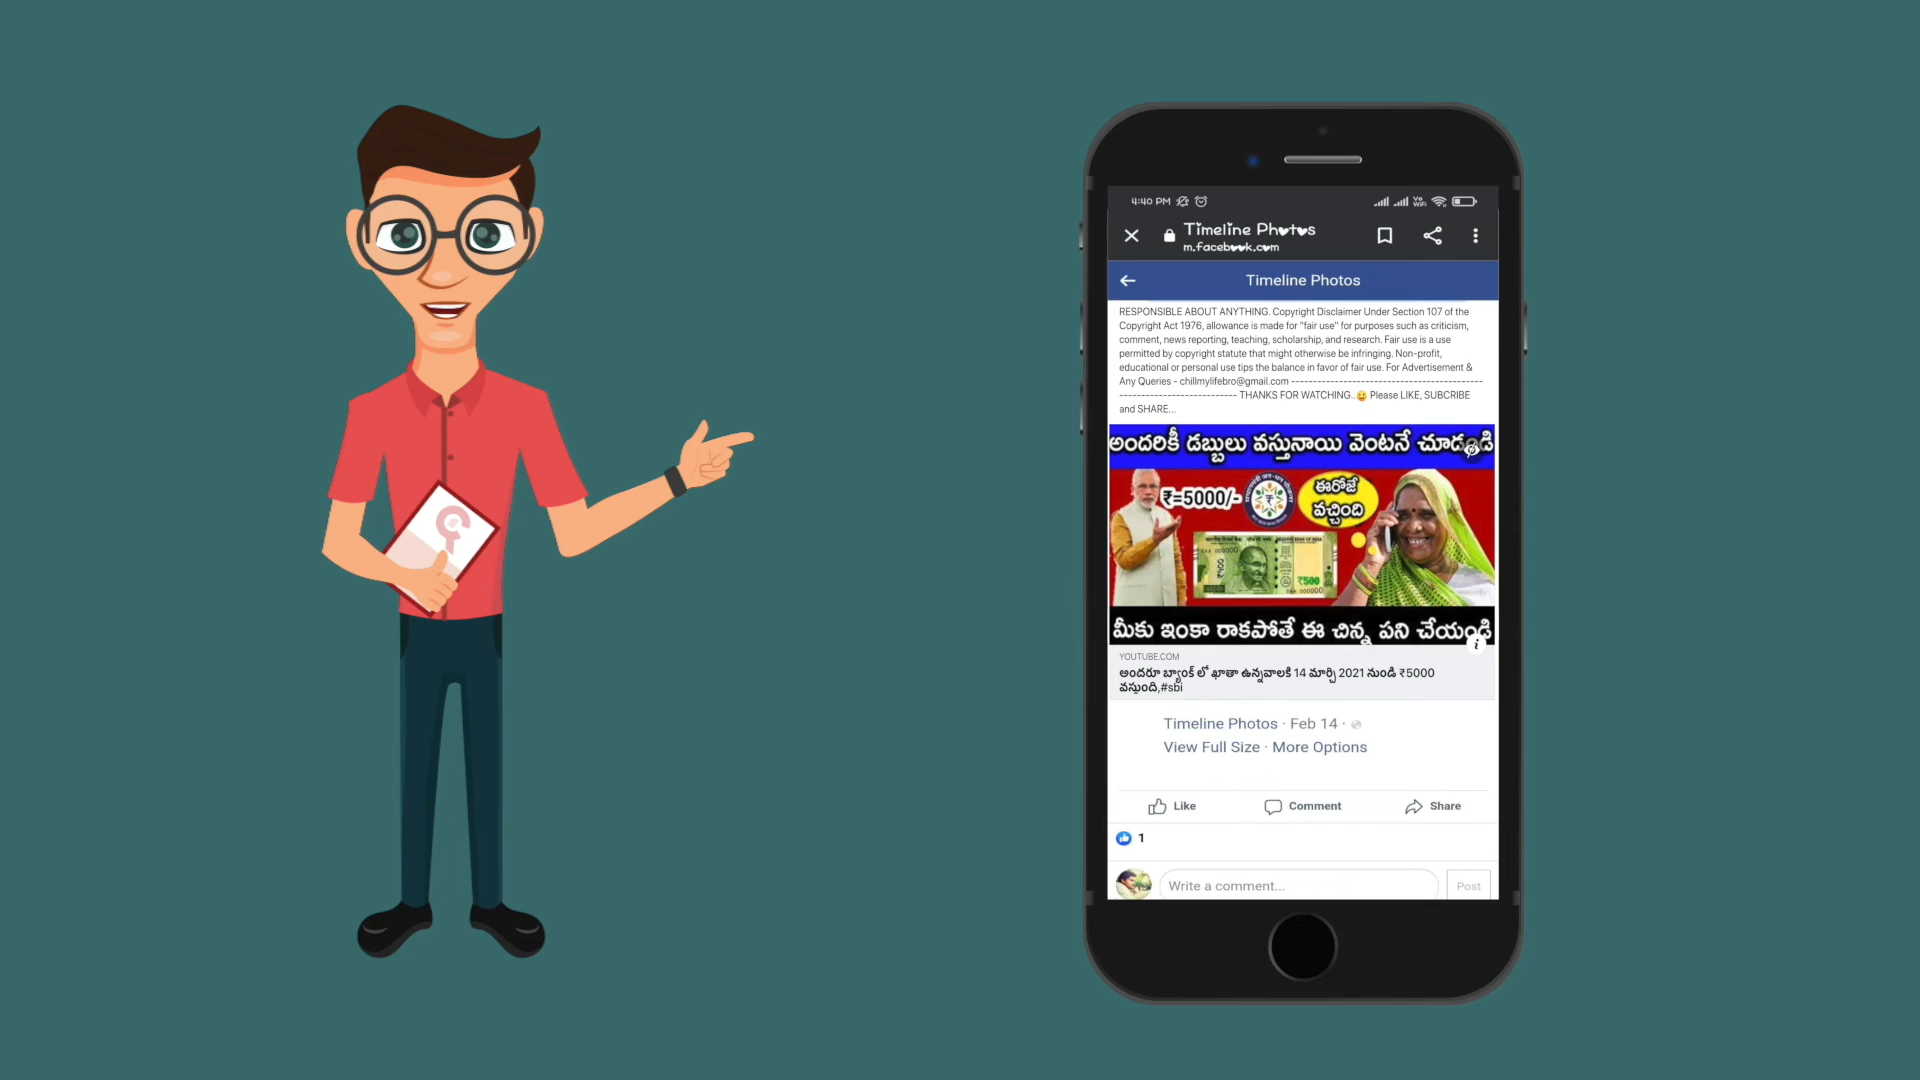 4:40 PM
Timeline Photos
m.facebook.com
Timeline Photos
RESPONSIBLE ABOUT ANYTHING. Copyright Disclaimer Under Section 107 of the
Copyright Act 1976, allowance is made for "fair use" for purposes such as criticism,
comment, news reporting, teaching, scholarship, and research. Fair use is a use
permitted by copyright statute that might otherwise be infringing. Non-profit,
educational or personal use tips the balance in favor of fair use. For Advertisement &
Any Queries - chillmylifebro@gmail.com --------------------------------------------
--------------------------- THANKS FOR WATCHING..😃 Please LIKE, SUBCRIBE
and SHARE...
అందరికీ డబ్బులు వస్తునాయి వెంటనే చూడండి
₹=5000/-
ఈరోజే
వచ్చింది
₹500
మీకు ఇంకా రాకపోతే ఈ చిన్న పని చేయండి
YOUTUBE.COM
అందరూ బ్యాంక్ లో ఖాతా ఉన్నవాలకి 14 మార్చి 2021 నుండి ₹5000
వస్తుంది,#sbi
Timeline Photos · Feb 14 ·
View Full Size · More Options
Like Comment Share
1
Write a comment... Post